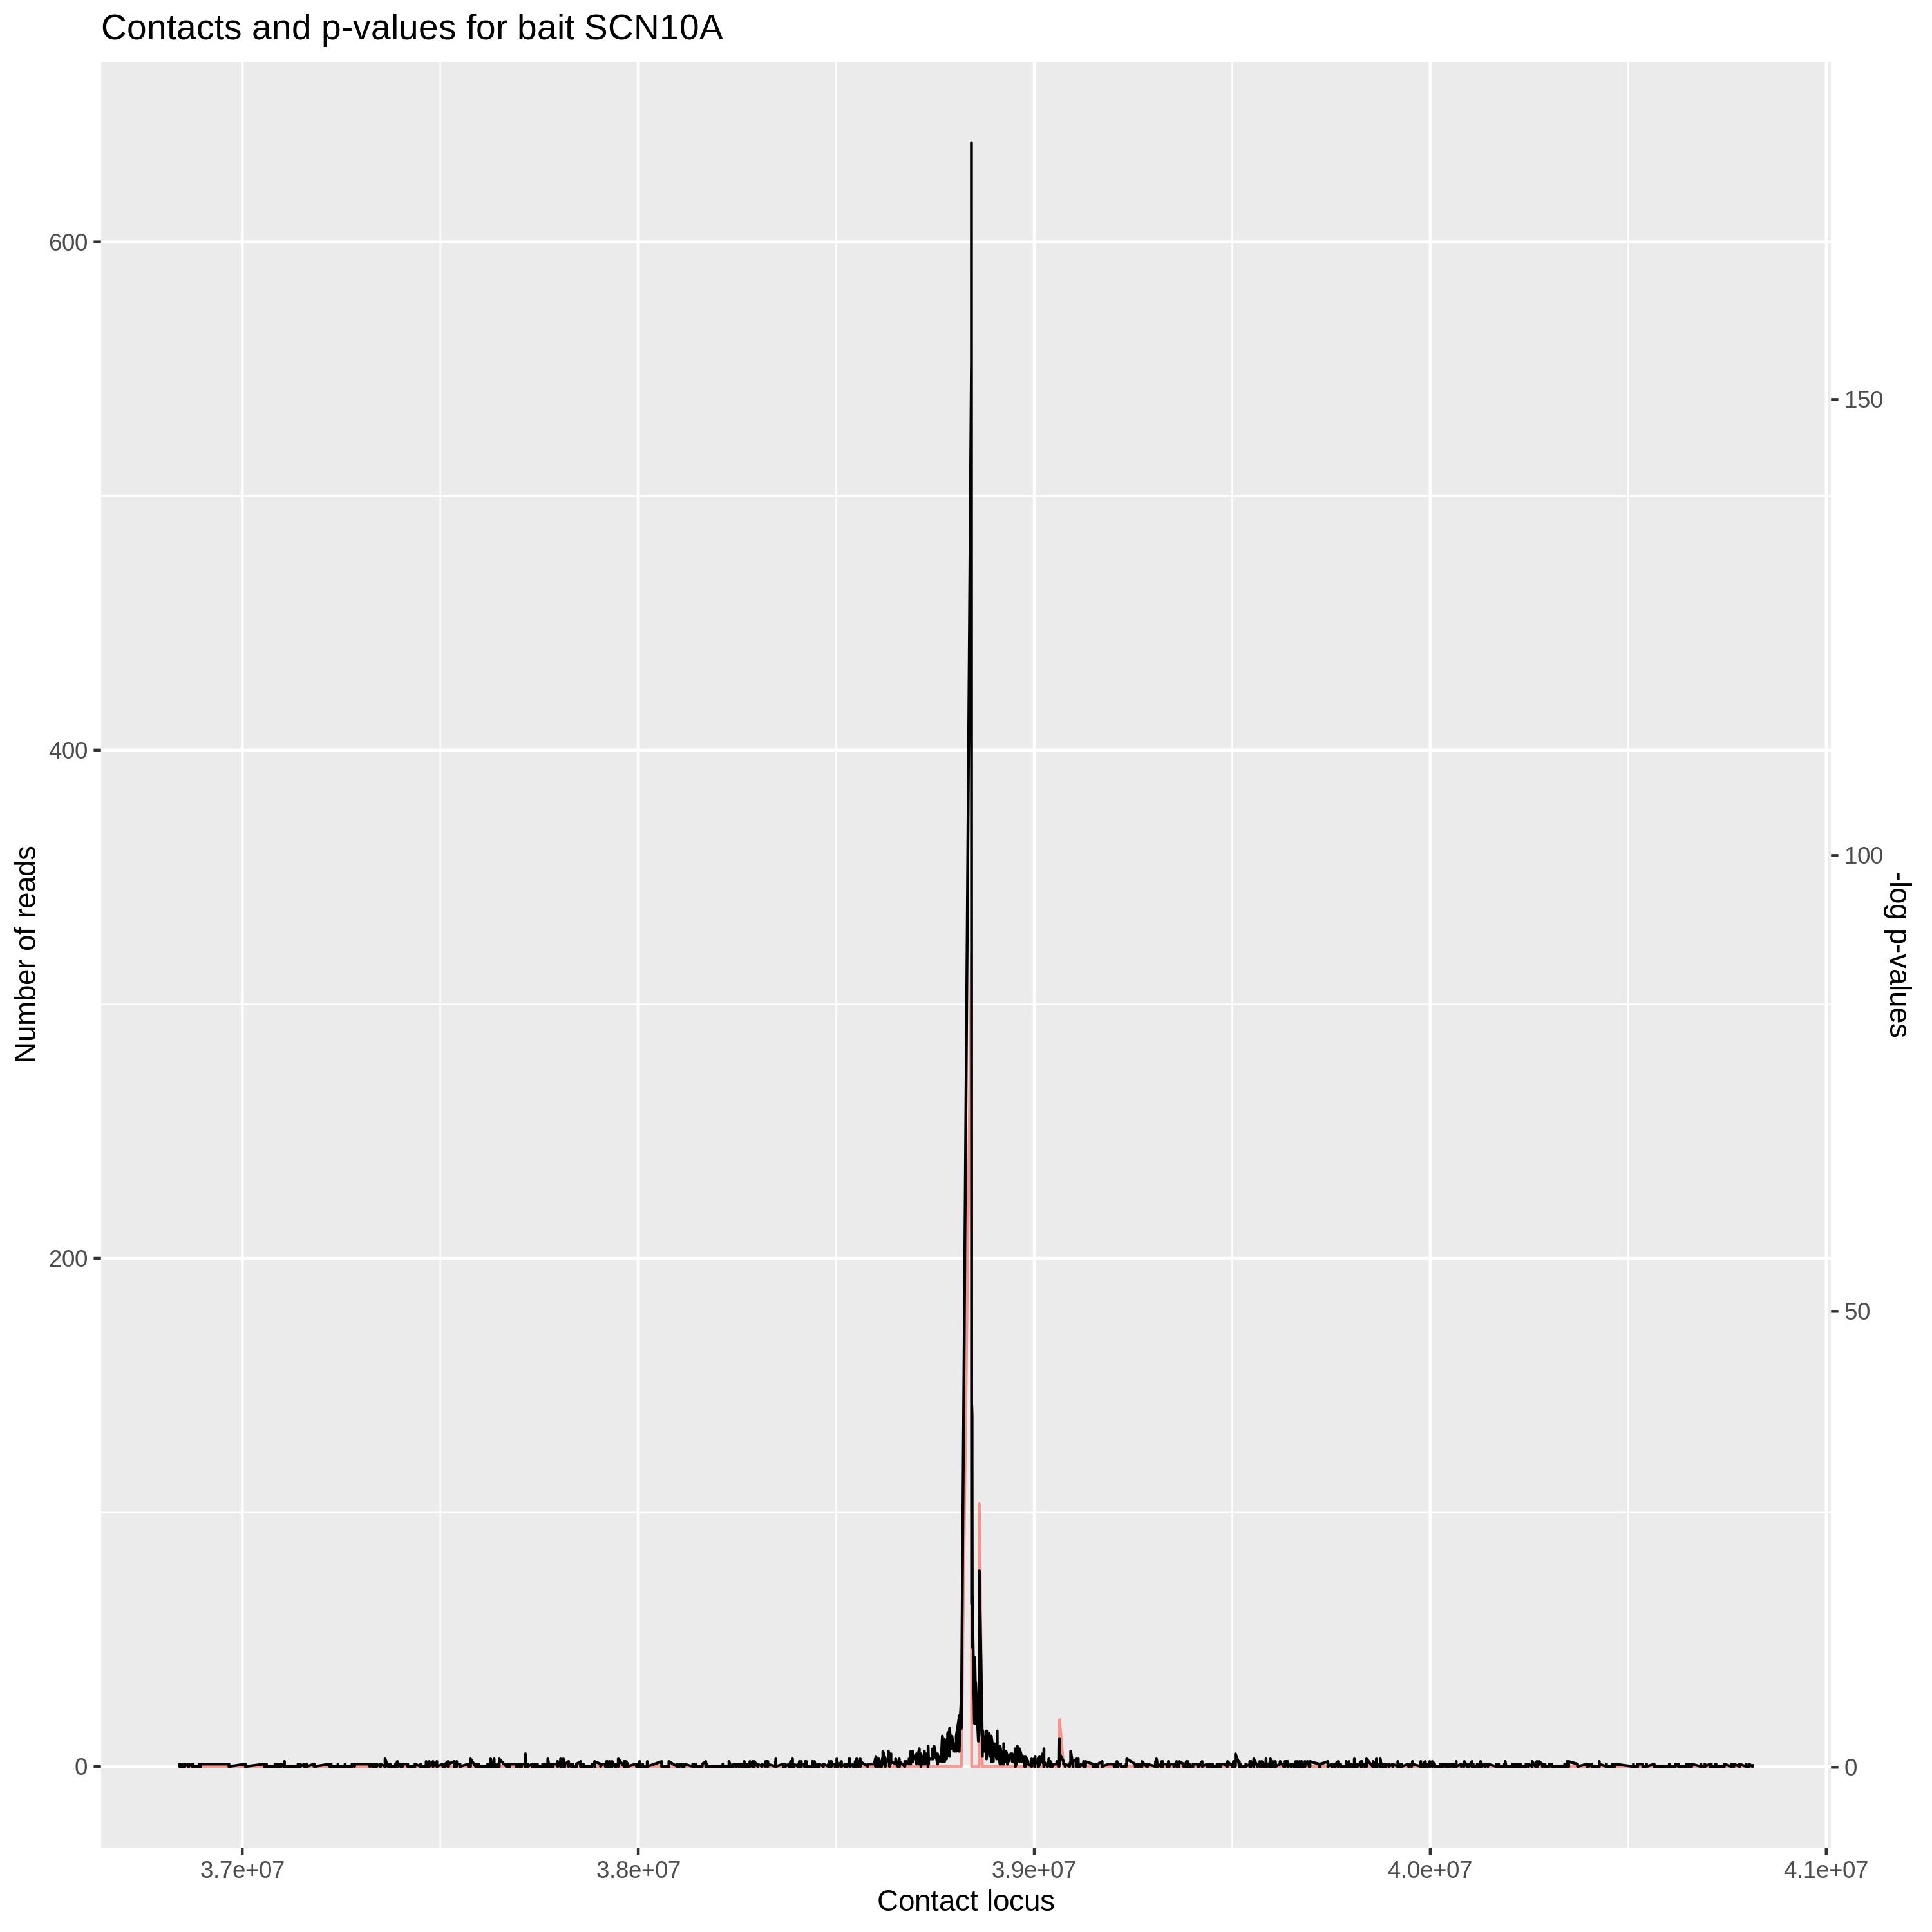 Contacts and p-values for bait SCN10A
600
400
200
0
Number of reads
150
100
50
0
-log p-values
3.7e+07
3.8e+07
3.9e+07
4.0e+07
4.1e+07
Contact locus